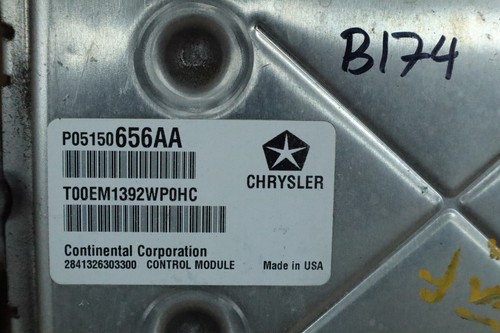 B174
P05150656AA
CHRYSLER
T00EM1392WP0HC
Continental Corporation
2841326303300 CONTROL MODULE Made in USA